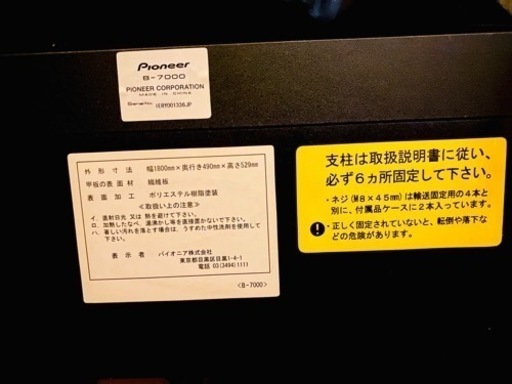 Pioneer
B-7000
PIONEER CORPORATION
MADE IN CHINA
Serial No.
外形寸法 幅1800mm×奥行き490mm×高さ529mm
甲板の表面材 繊維板
表面加工 ポリエステル樹脂塗装
<取扱い上の注意>
イ、直射日光又は熱を避けて下さい。
ロ、加熱したなべ、湯沸かし等を直接置かないで下さい。
ハ、著しい汚れを落とす場合は、うすめた中性洗剤を使用して下さい。
表示者 パイオニア株式会社
東京都目黒区目黒1-4-1
電話 03(3494)1111
<B-7000>
支柱は取扱説明書に従い、
必ず6ヵ所固定して下さい。
・ネジ(M8×45mm)は輸送固定用の4本と
別に、付属品ケースに2本入っています。
・正しく固定されていないと、転倒や落下な
どの危険があります。